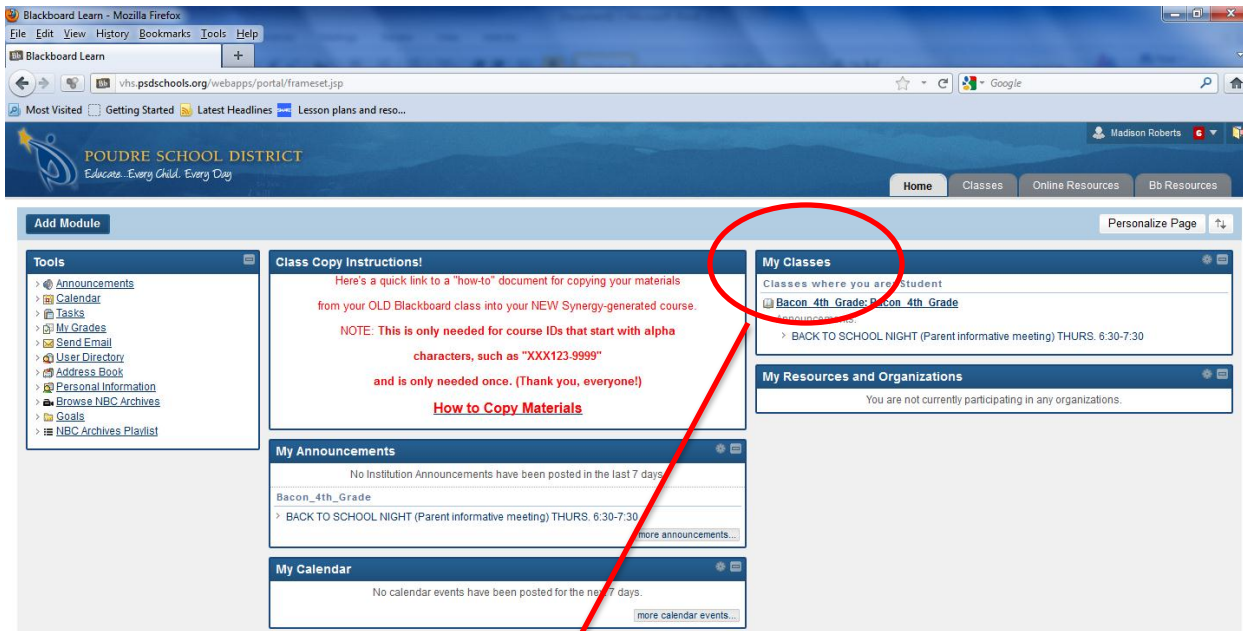 Blackboard Learn - Mozilla Firefox
File Edit View History Bookmarks Tools Help
Blackboard Learn +
vhs.psdschools.org/webapps/portal/frameset.jsp
Google
Most Visited Getting Started Latest Headlines Lesson plans and reso...
Madison Roberts 6
POUDRE SCHOOL DISTRICT
Educate...Every Child. Every Day
Home Classes Online Resources Bb Resources
Add Module
Personalize Page
Tools
Announcements
Calendar
Tasks
My Grades
Send Email
User Directory
Address Book
Personal Information
Browse NBC Archives
Goals
NBC Archives Playlist
Class Copy Instructions!
Here's a quick link to a "how-to" document for copying your materials
from your OLD Blackboard class into your NEW Synergy-generated course.
NOTE: This is only needed for course IDs that start with alpha
characters, such as "XXX123-9999"
and is only needed once. (Thank you, everyone!)
How to Copy Materials
My Announcements
No Institution Announcements have been posted in the last 7 days.
Bacon_4th_Grade
BACK TO SCHOOL NIGHT (Parent informative meeting) THURS. 6:30-7:30
more announcements...
My Calendar
No calendar events have been posted for the next 7 days.
more calendar events...
My Classes
Classes where you are: Student
Bacon_4th_Grade: Bacon_4th_Grade
Announcements:
BACK TO SCHOOL NIGHT (Parent informative meeting) THURS. 6:30-7:30
My Resources and Organizations
You are not currently participating in any organizations.